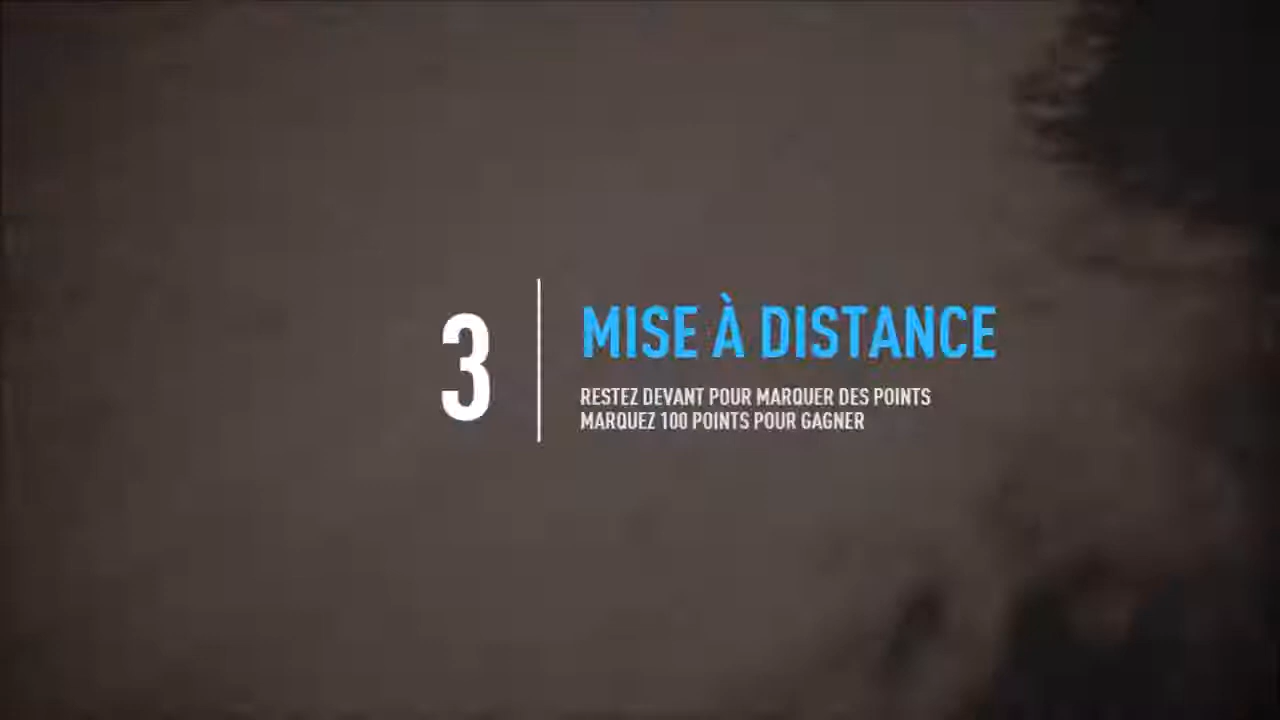 3
MISE À DISTANCE
RESTEZ DEVANT POUR MARQUER DES POINTS
MARQUEZ 100 POINTS POUR GAGNER